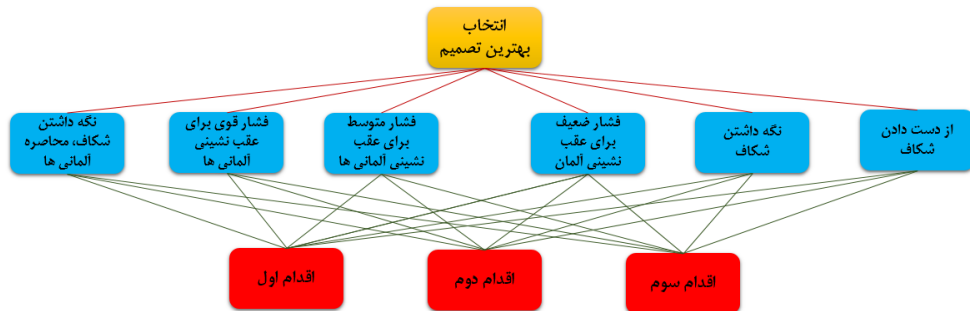 انتخاب
بهترین تصمیم
از دست دادن
شکاف
نگه داشتن
شکاف
فشار ضعیف
برای عقب
نشینی آلمان
فشار متوسط
برای عقب
نشینی آلمانی ها
فشار قوی برای
عقب نشینی
آلمانی ها
نگه داشتن
شکاف، محاصره
آلمانی ها
اقدام سوم
اقدام دوم
اقدام اول